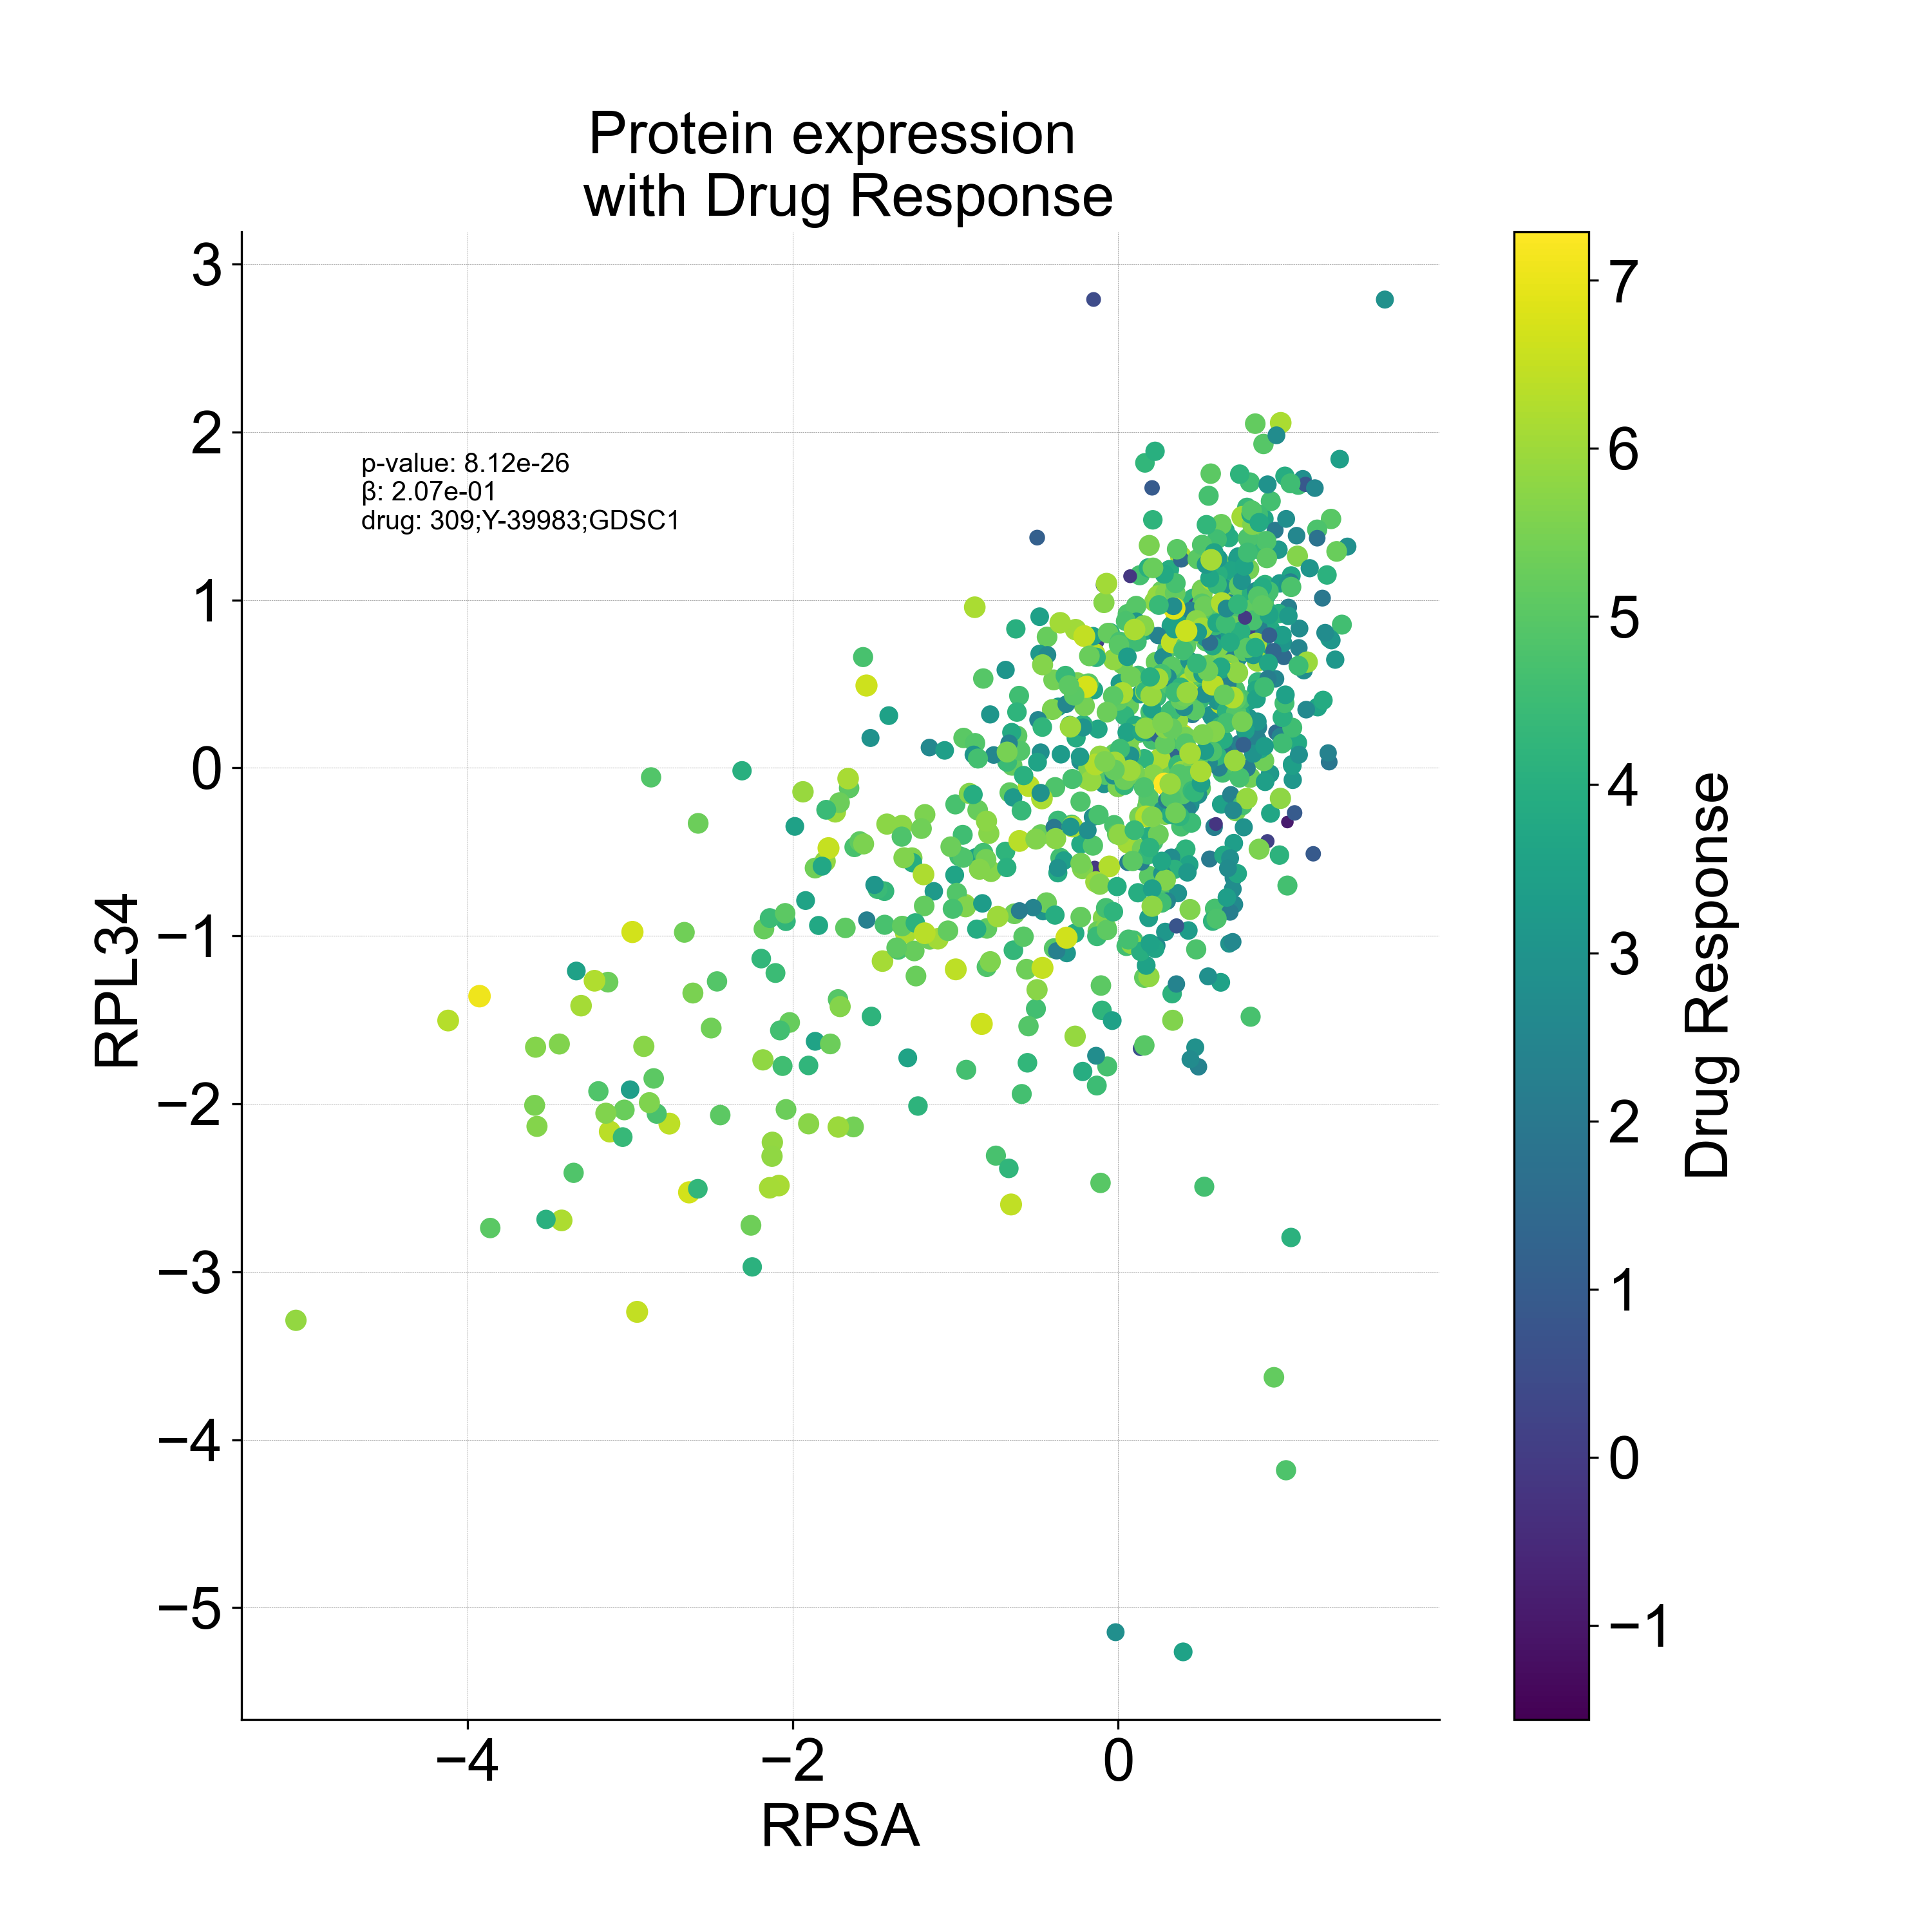 Protein expression
with Drug Response
3
2
1
0
−1
−2
−3
−4
−5
RPL34
p-value: 8.12e-26
β: 2.07e-01
drug: 309;Y-39983;GDSC1
−4
−2
0
RPSA
7
6
5
4
3
2
1
0
−1
Drug Response